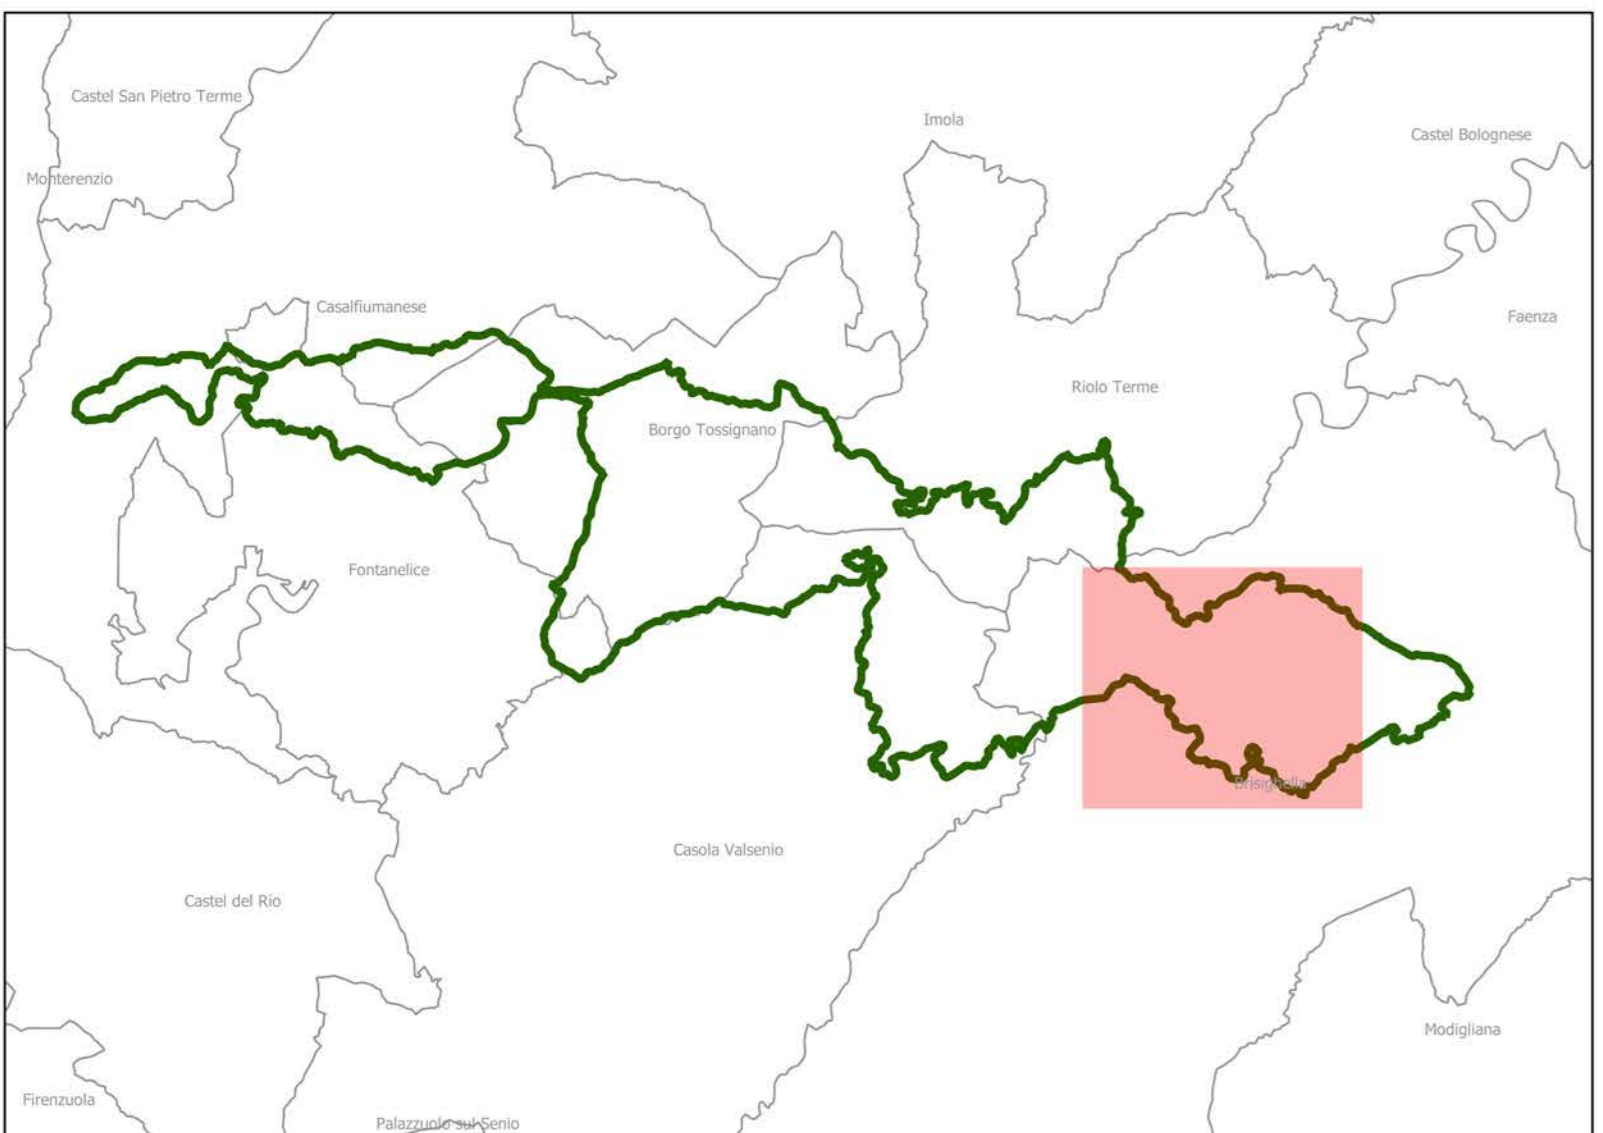 Castel San Pietro Terme
Imola
Castel Bolognese
Monterenzio
Casalfiumanese
Faenza
Riolo Terme
Borgo Tossignano
Fontanelice
Brisighella
Casola Valsenio
Castel del Rio
Modigliana
Firenzuola
Palazzuolo sul Senio